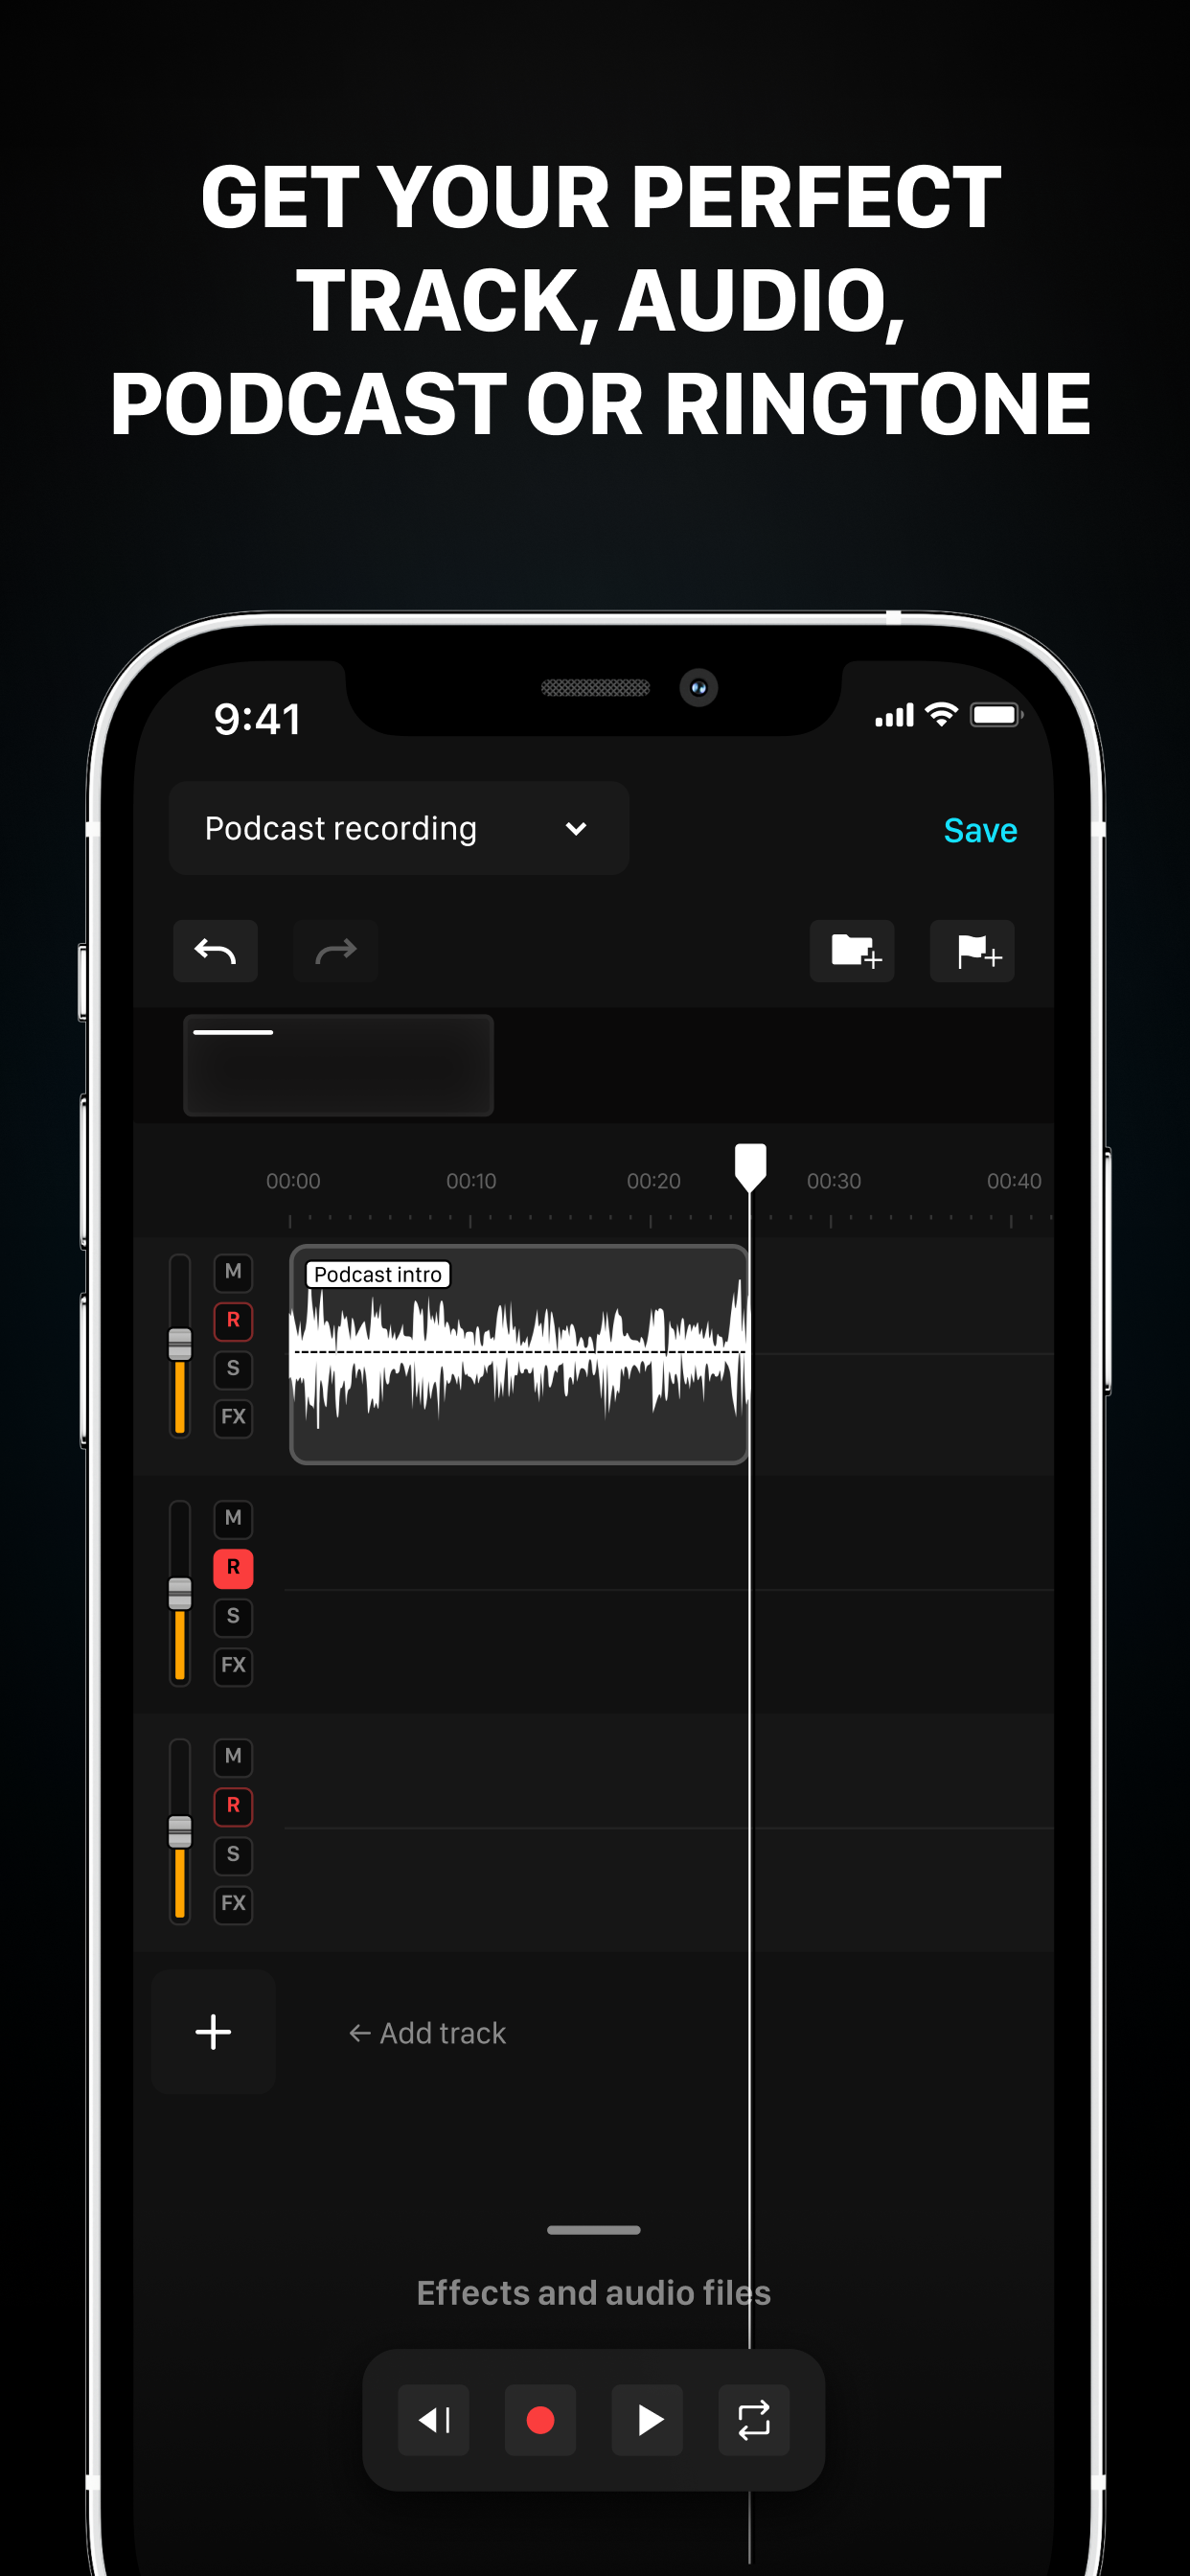 GET YOUR PERFECT
TRACK, AUDIO,
PODCAST OR RINGTONE
9:41
Podcast recording
Save
00:00 00:10 00:20 00:30 00:40
Podcast intro
M
R
S
FX
M
R
S
FX
M
R
S
FX
← Add track
Effects and audio files